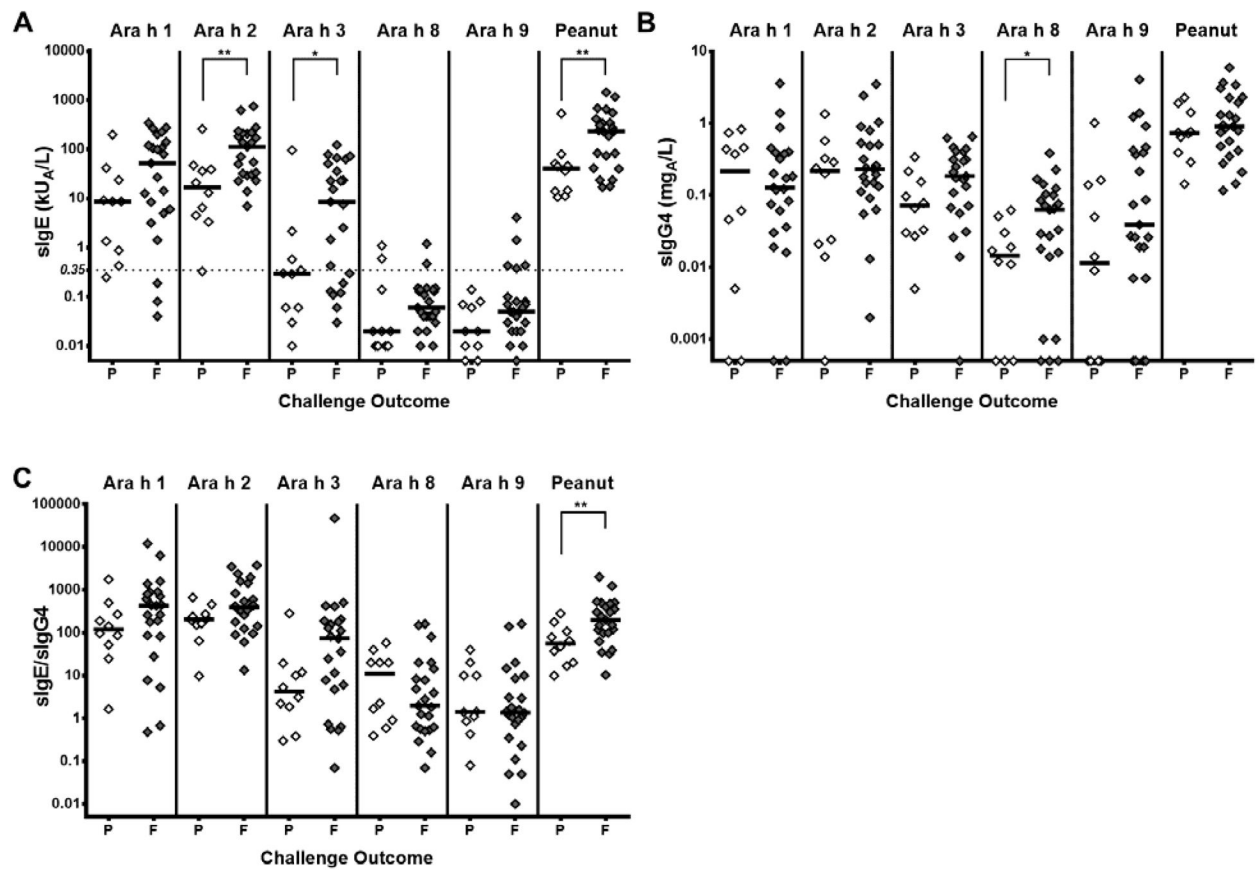 A
Ara h 1 Ara h 2 Ara h 3 Ara h 8 Ara h 9 Peanut
sIgE (kUA/L)
10000
1000
100
10
1
0.35
0.1
0.01
** * **
P F P F P F P F P F P F
Challenge Outcome
B
Ara h 1 Ara h 2 Ara h 3 Ara h 8 Ara h 9 Peanut
sIgG4 (mgA/L)
10
1
0.1
0.01
0.001
*
P F P F P F P F P F P F
Challenge Outcome
C
Ara h 1 Ara h 2 Ara h 3 Ara h 8 Ara h 9 Peanut
sIgE/sIgG4
100000
10000
1000
100
10
1
0.1
0.01
**
P F P F P F P F P F P F
Challenge Outcome